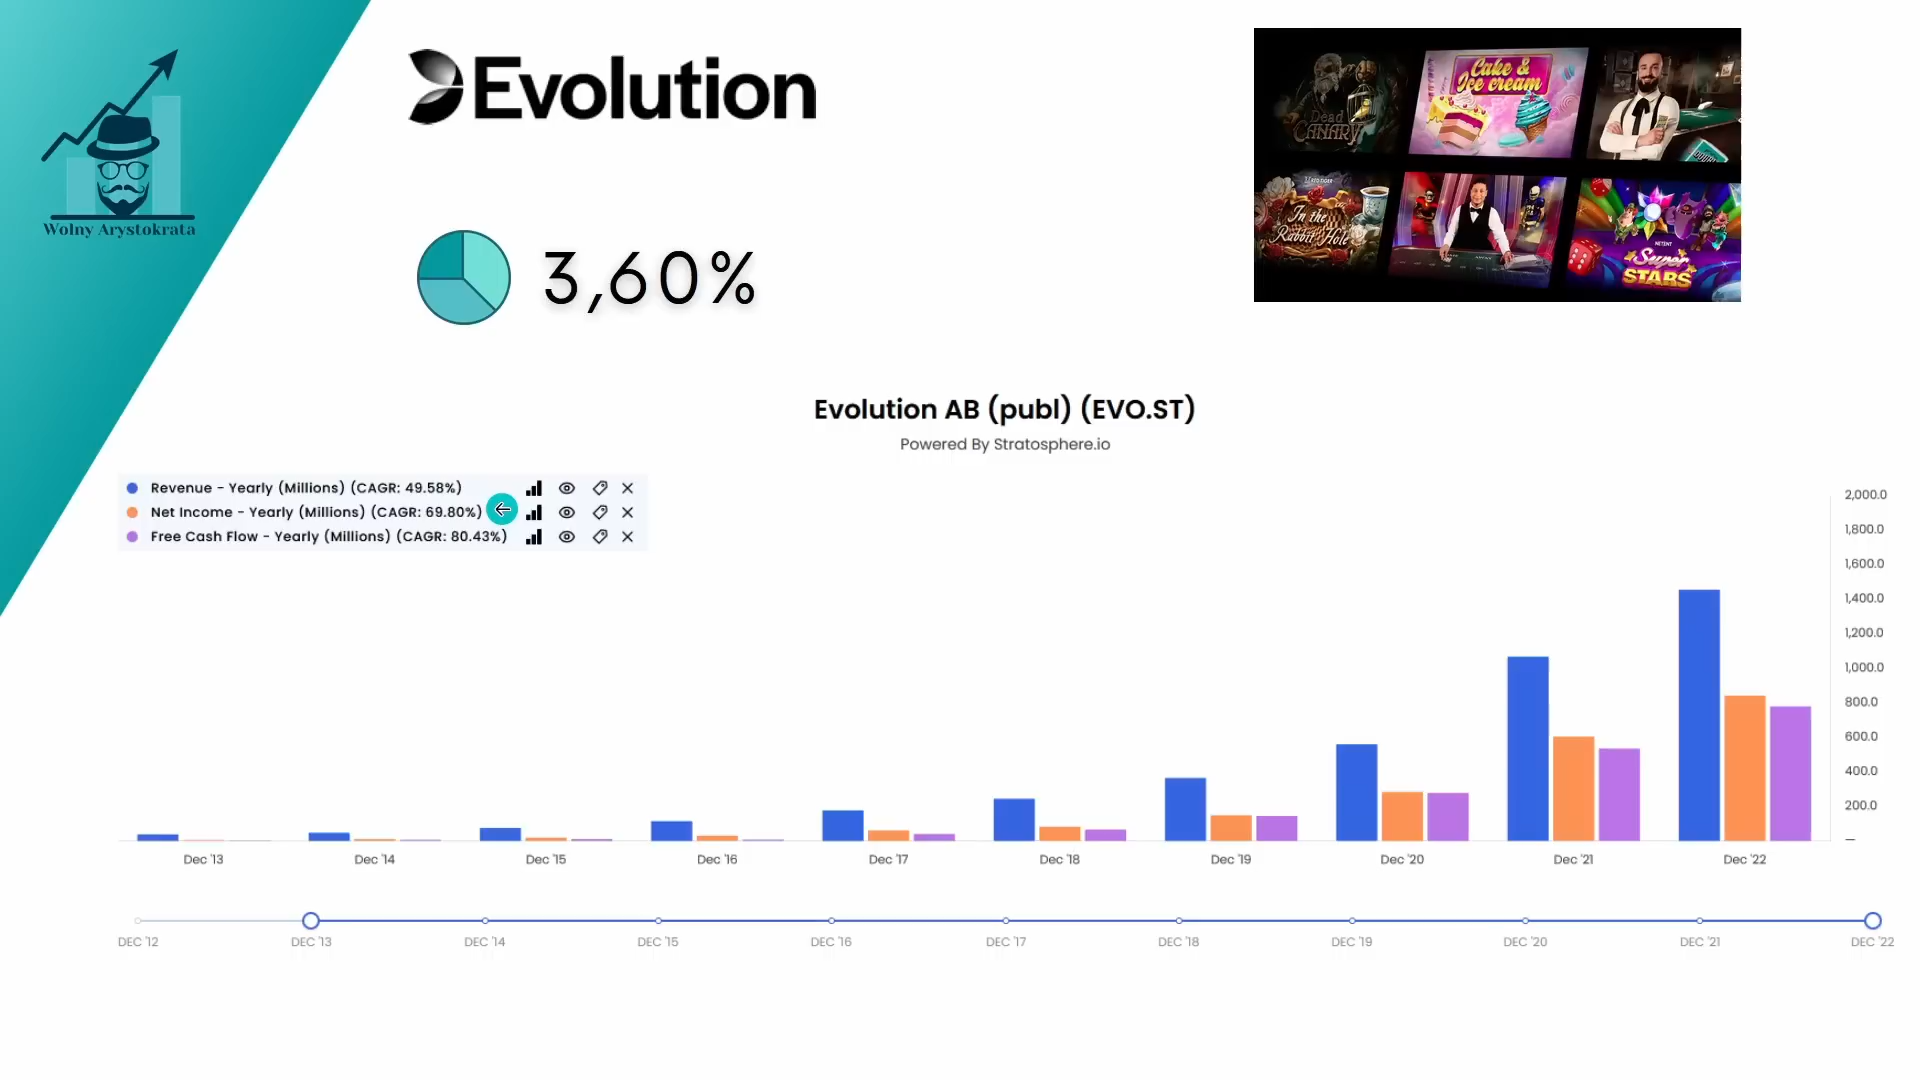 Wolny Arystokrata
Evolution
3,60%
Dead
CANARY
Cake &
Ice cream
In the
Rabbit Hole
NETENT
Super
STARS
Evolution AB (publ) (EVO.ST)
Powered By Stratosphere.io
Revenue - Yearly (Millions) (CAGR: 49.58%)
Net Income - Yearly (Millions) (CAGR: 69.80%)
Free Cash Flow - Yearly (Millions) (CAGR: 80.43%)
2,000.0
1,800.0
1,600.0
1,400.0
1,200.0
1,000.0
800.0
600.0
400.0
200.0
—
Dec '13 Dec '14 Dec '15 Dec '16 Dec '17 Dec '18 Dec '19 Dec '20 Dec '21 Dec '22
DEC '12 DEC '13 DEC '14 DEC '15 DEC '16 DEC '17 DEC '18 DEC '19 DEC '20 DEC '21 DEC '22